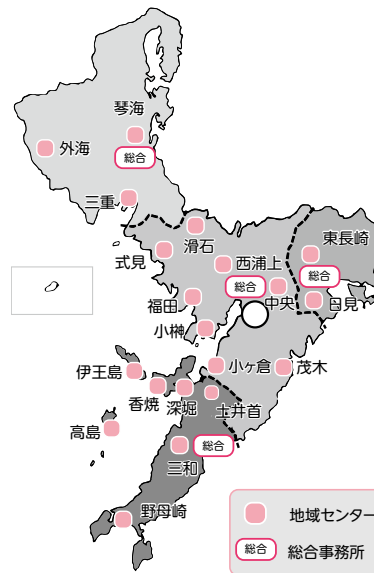 琴海
外海
総合
三重
滑石
東長崎
式見
西浦上
総合
総合
中央
日見
福田
小榊
小ヶ倉
茂木
伊王島
香焼
深堀
土井首
高島
総合
三和
野母崎
地域センター
総合
総合事務所